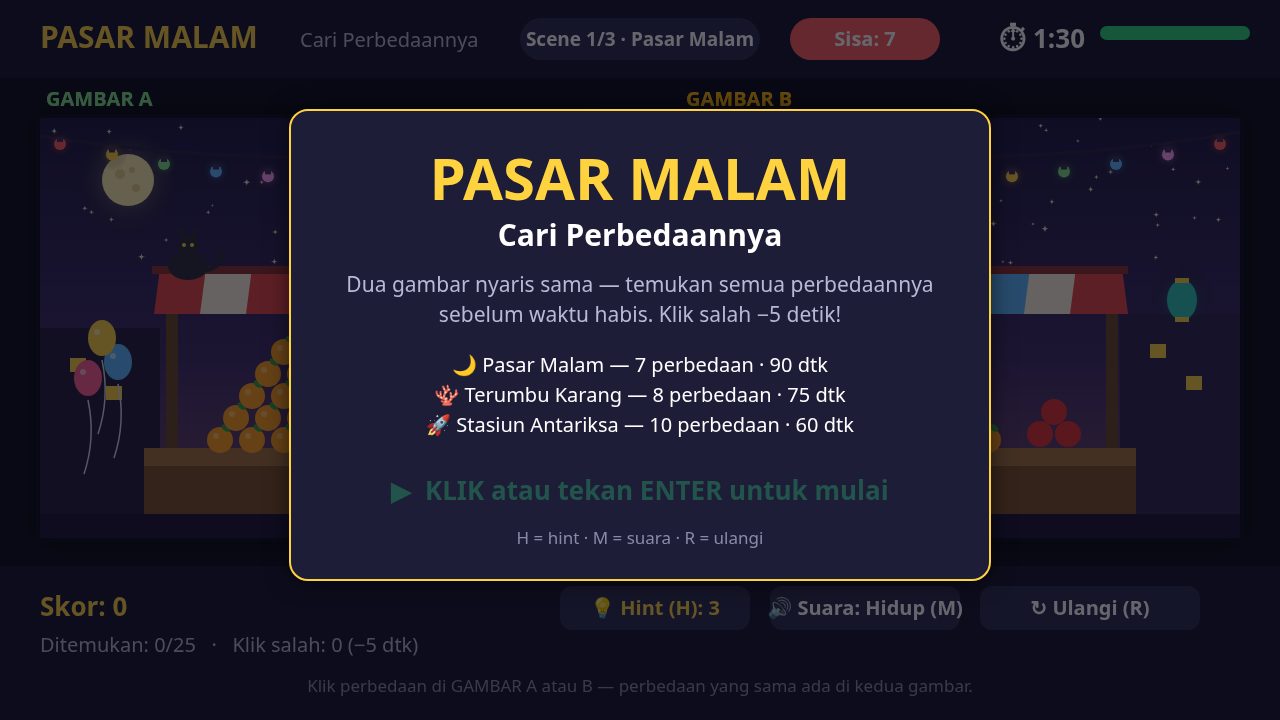 PASAR MALAM
Cari Perbedaannya
Scene 1/3 · Pasar Malam
Sisa: 7
⏱ 1:30
GAMBAR A
GAMBAR B
PASAR MALAM
Cari Perbedaannya
Dua gambar nyaris sama — temukan semua perbedaannya
sebelum waktu habis. Klik salah −5 detik!
🌙 Pasar Malam — 7 perbedaan · 90 dtk
🪸 Terumbu Karang — 8 perbedaan · 75 dtk
🚀 Stasiun Antariksa — 10 perbedaan · 60 dtk
▶ KLIK atau tekan ENTER untuk mulai
H = hint · M = suara · R = ulangi
Skor: 0
💡 Hint (H): 3
🔊 Suara: Hidup (M)
↻ Ulangi (R)
Ditemukan: 0/25 · Klik salah: 0 (−5 dtk)
Klik perbedaan di GAMBAR A atau B — perbedaan yang sama ada di kedua gambar.